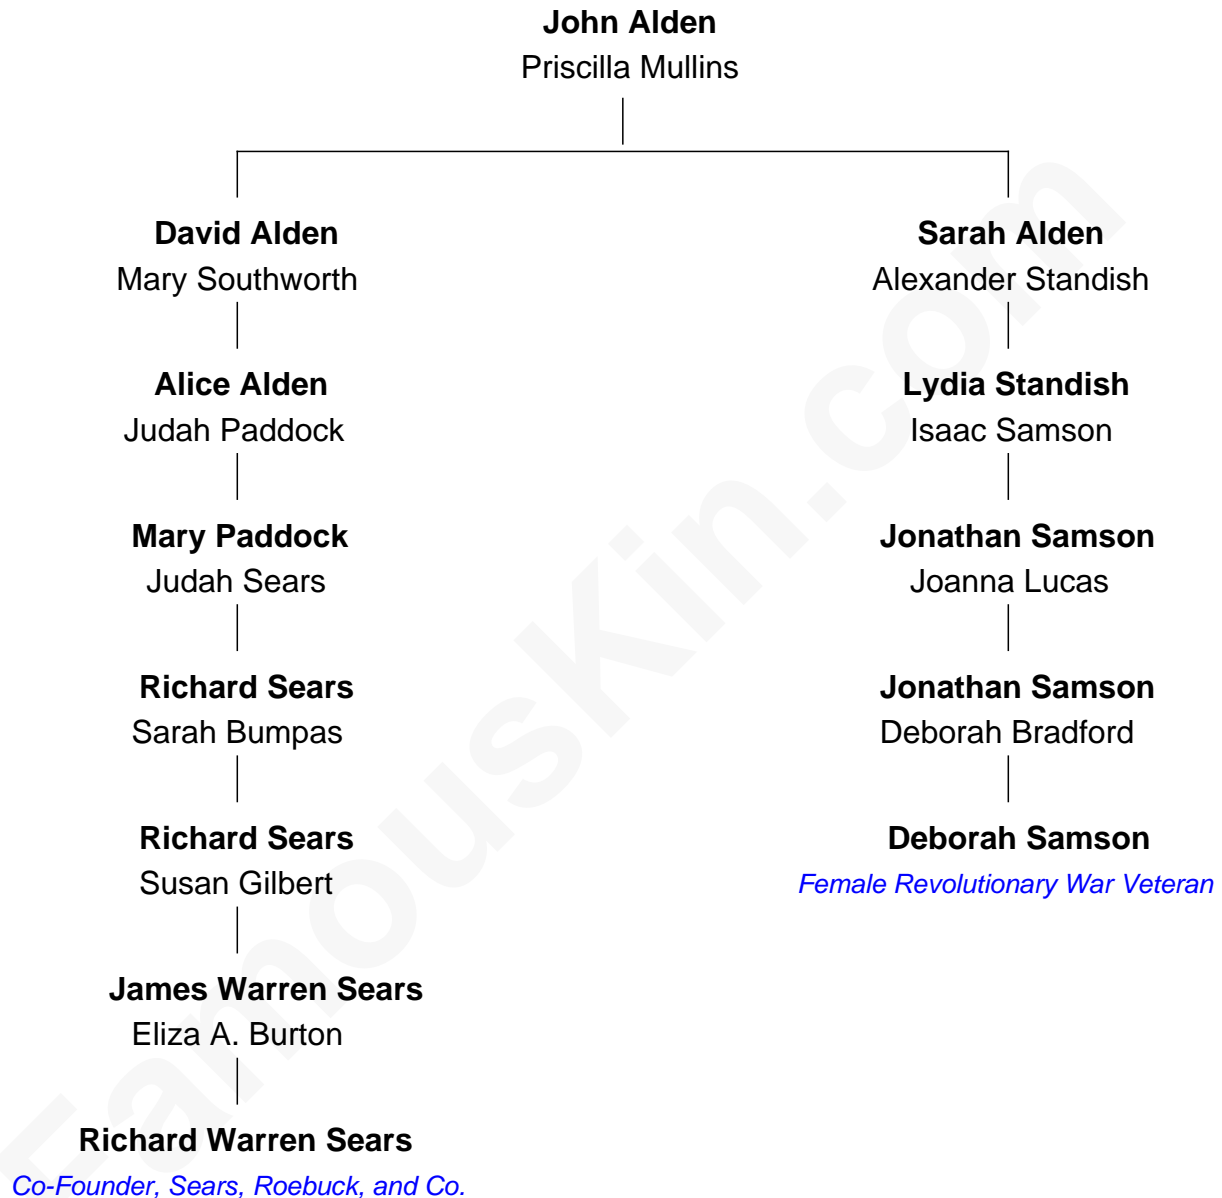 John Alden
Priscilla Mullins
David Alden
Mary Southworth
Sarah Alden
Alexander Standish
Alice Alden
Judah Paddock
Lydia Standish
Isaac Samson
Mary Paddock
Judah Sears
Jonathan Samson
Joanna Lucas
Richard Sears
Sarah Bumpas
Jonathan Samson
Deborah Bradford
Richard Sears
Susan Gilbert
Deborah Samson
Female Revolutionary War Veteran
James Warren Sears
Eliza A. Burton
Richard Warren Sears
Co-Founder, Sears, Roebuck, and Co.
FamousKin.com